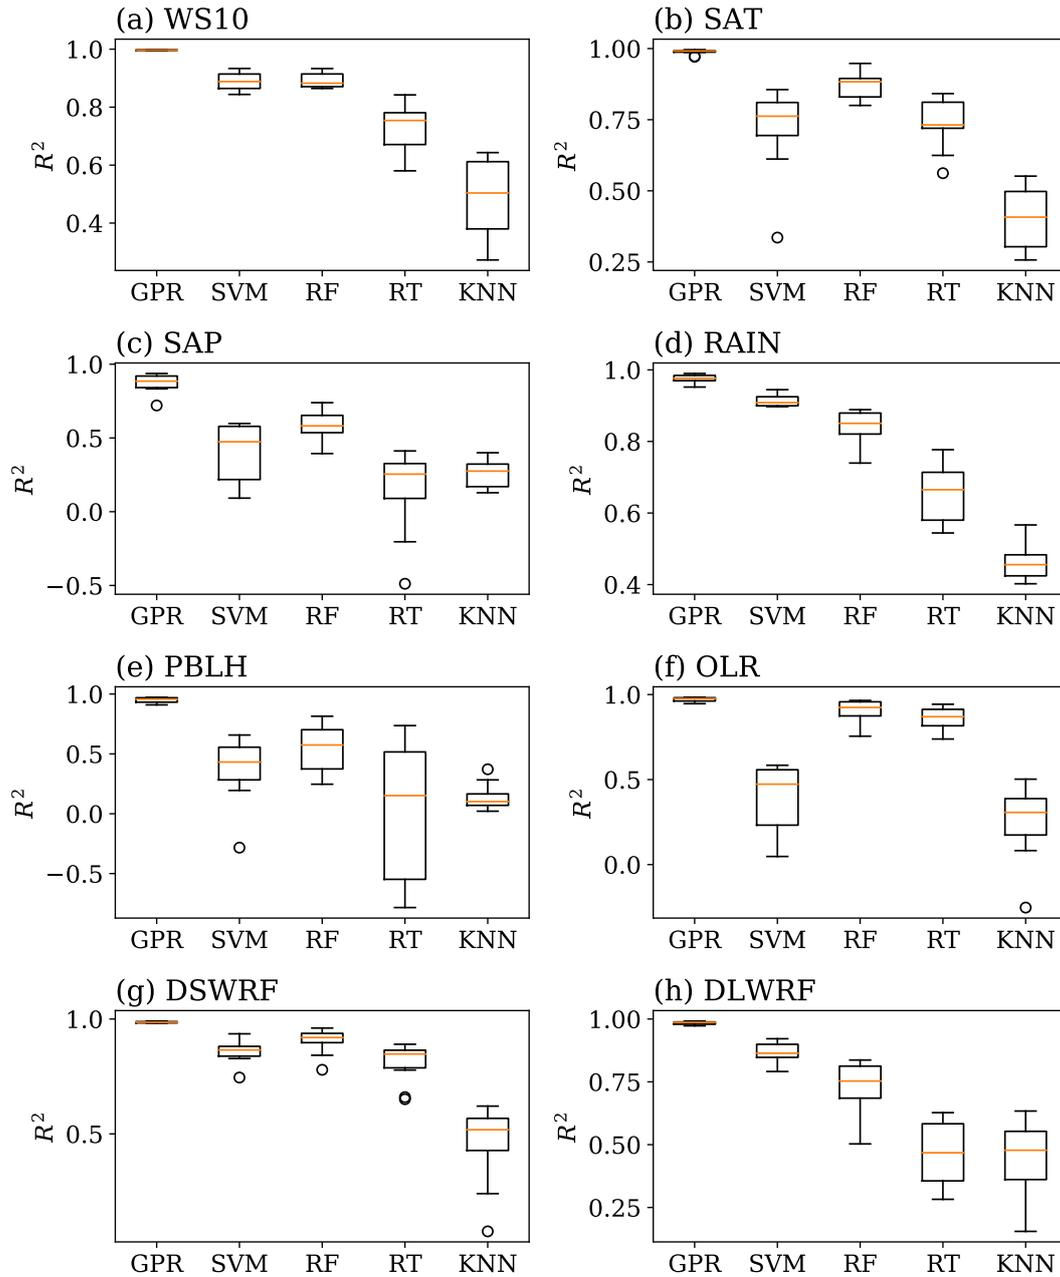 (a) WS10
R²
1.0
0.8
0.6
0.4
GPR SVM RF RT KNN
(b) SAT
R²
1.00
0.75
0.50
0.25
GPR SVM RF RT KNN
(c) SAP
R²
1.0
0.5
0.0
−0.5
GPR SVM RF RT KNN
(d) RAIN
R²
1.0
0.8
0.6
0.4
GPR SVM RF RT KNN
(e) PBLH
R²
1.0
0.5
0.0
−0.5
GPR SVM RF RT KNN
(f) OLR
R²
1.0
0.5
0.0
GPR SVM RF RT KNN
(g) DSWRF
R²
1.0
0.5
GPR SVM RF RT KNN
(h) DLWRF
R²
1.00
0.75
0.50
0.25
GPR SVM RF RT KNN